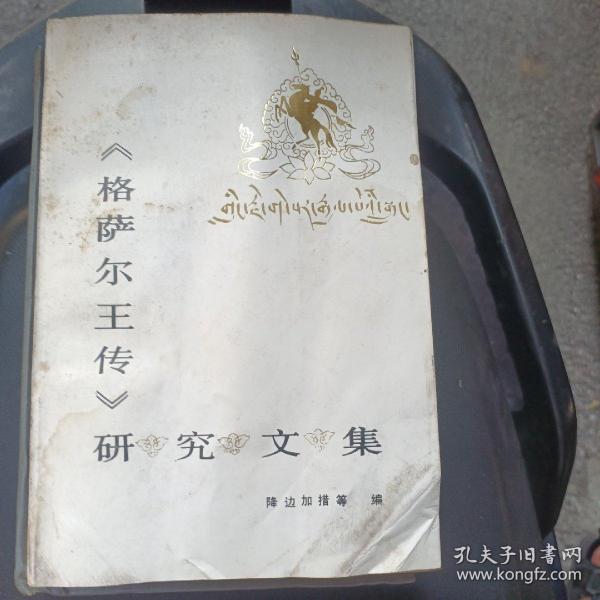 《格萨尔王传》
研究文集
降边加措等 编
孔夫子旧书网
www.kongfz.com